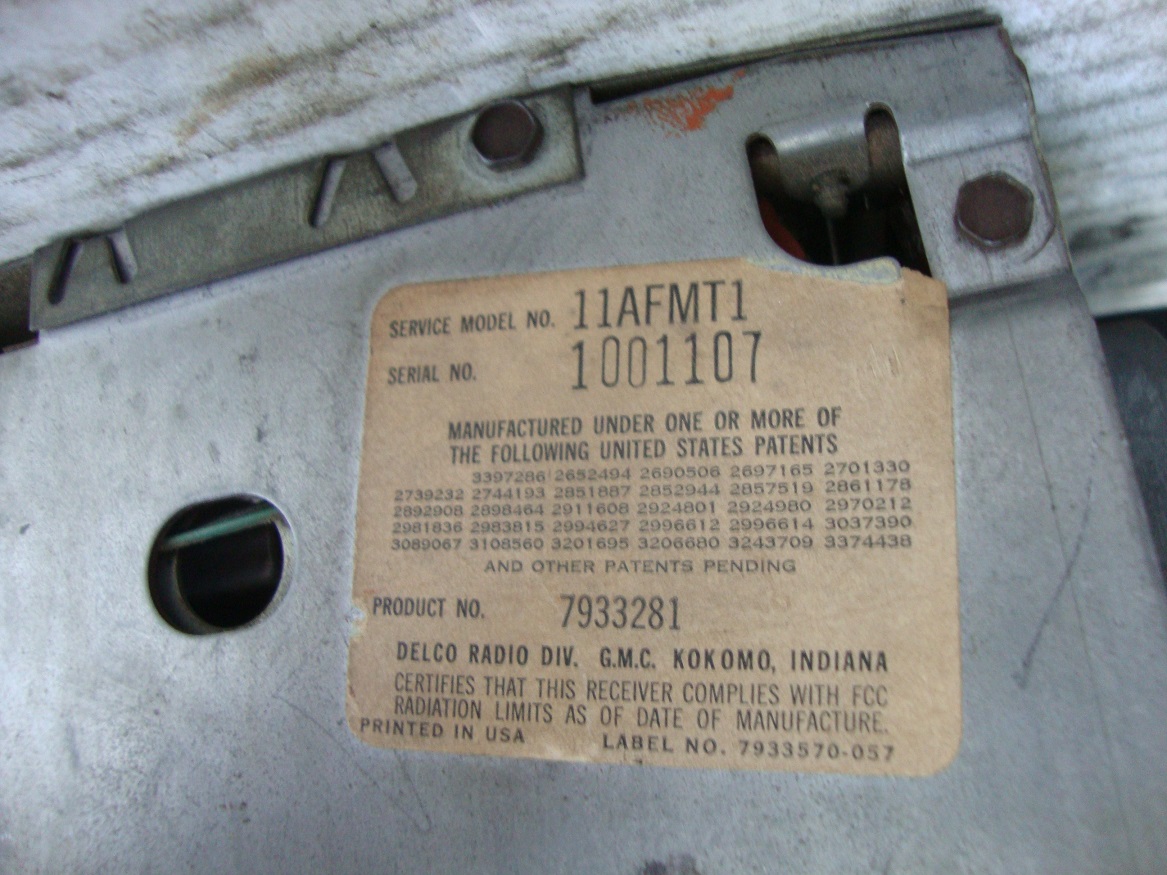 SERVICE MODEL NO. 11AFMT1
SERIAL NO. 1001107
MANUFACTURED UNDER ONE OR MORE OF
THE FOLLOWING UNITED STATES PATENTS
3397286 2652494 2690506 2697165 2701330
2739232 2744193 2851887 2852944 2857519 2861178
2892908 2898464 2911608 2924801 2924980 2970212
2981836 2983815 2994627 2996612 2996614 3037390
3089067 3108560 3201695 3206680 3243709 3374438
AND OTHER PATENTS PENDING
PRODUCT NO. 7933281
DELCO RADIO DIV. G.M.C. KOKOMO, INDIANA
CERTIFIES THAT THIS RECEIVER COMPLIES WITH FCC
RADIATION LIMITS AS OF DATE OF MANUFACTURE.
PRINTED IN USA LABEL NO. 7933570-057